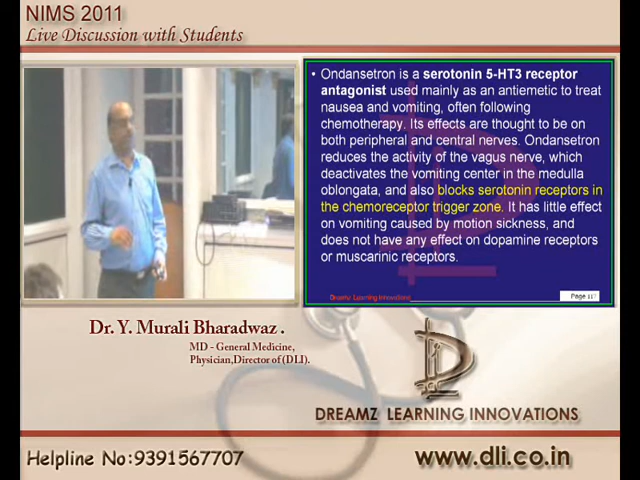 NIMS 2011
Live Discussion with Students
• Ondansetron is a serotonin 5-HT3 receptor
antagonist used mainly as an antiemetic to treat
nausea and vomiting, often following
chemotherapy. Its effects are thought to be on
both peripheral and central nerves. Ondansetron
reduces the activity of the vagus nerve, which
deactivates the vomiting center in the medulla
oblongata, and also blocks serotonin receptors in
the chemoreceptor trigger zone. It has little effect
on vomiting caused by motion sickness, and
does not have any effect on dopamine receptors
or muscarinic receptors.
Dreamz Learning Innovations
Page 117
Dr. Y. Murali Bharadwaz .
MD - General Medicine,
Physician,Director of (DLI).
DREAMZ LEARNING INNOVATIONS
Helpline No:9391567707
www.dli.co.in